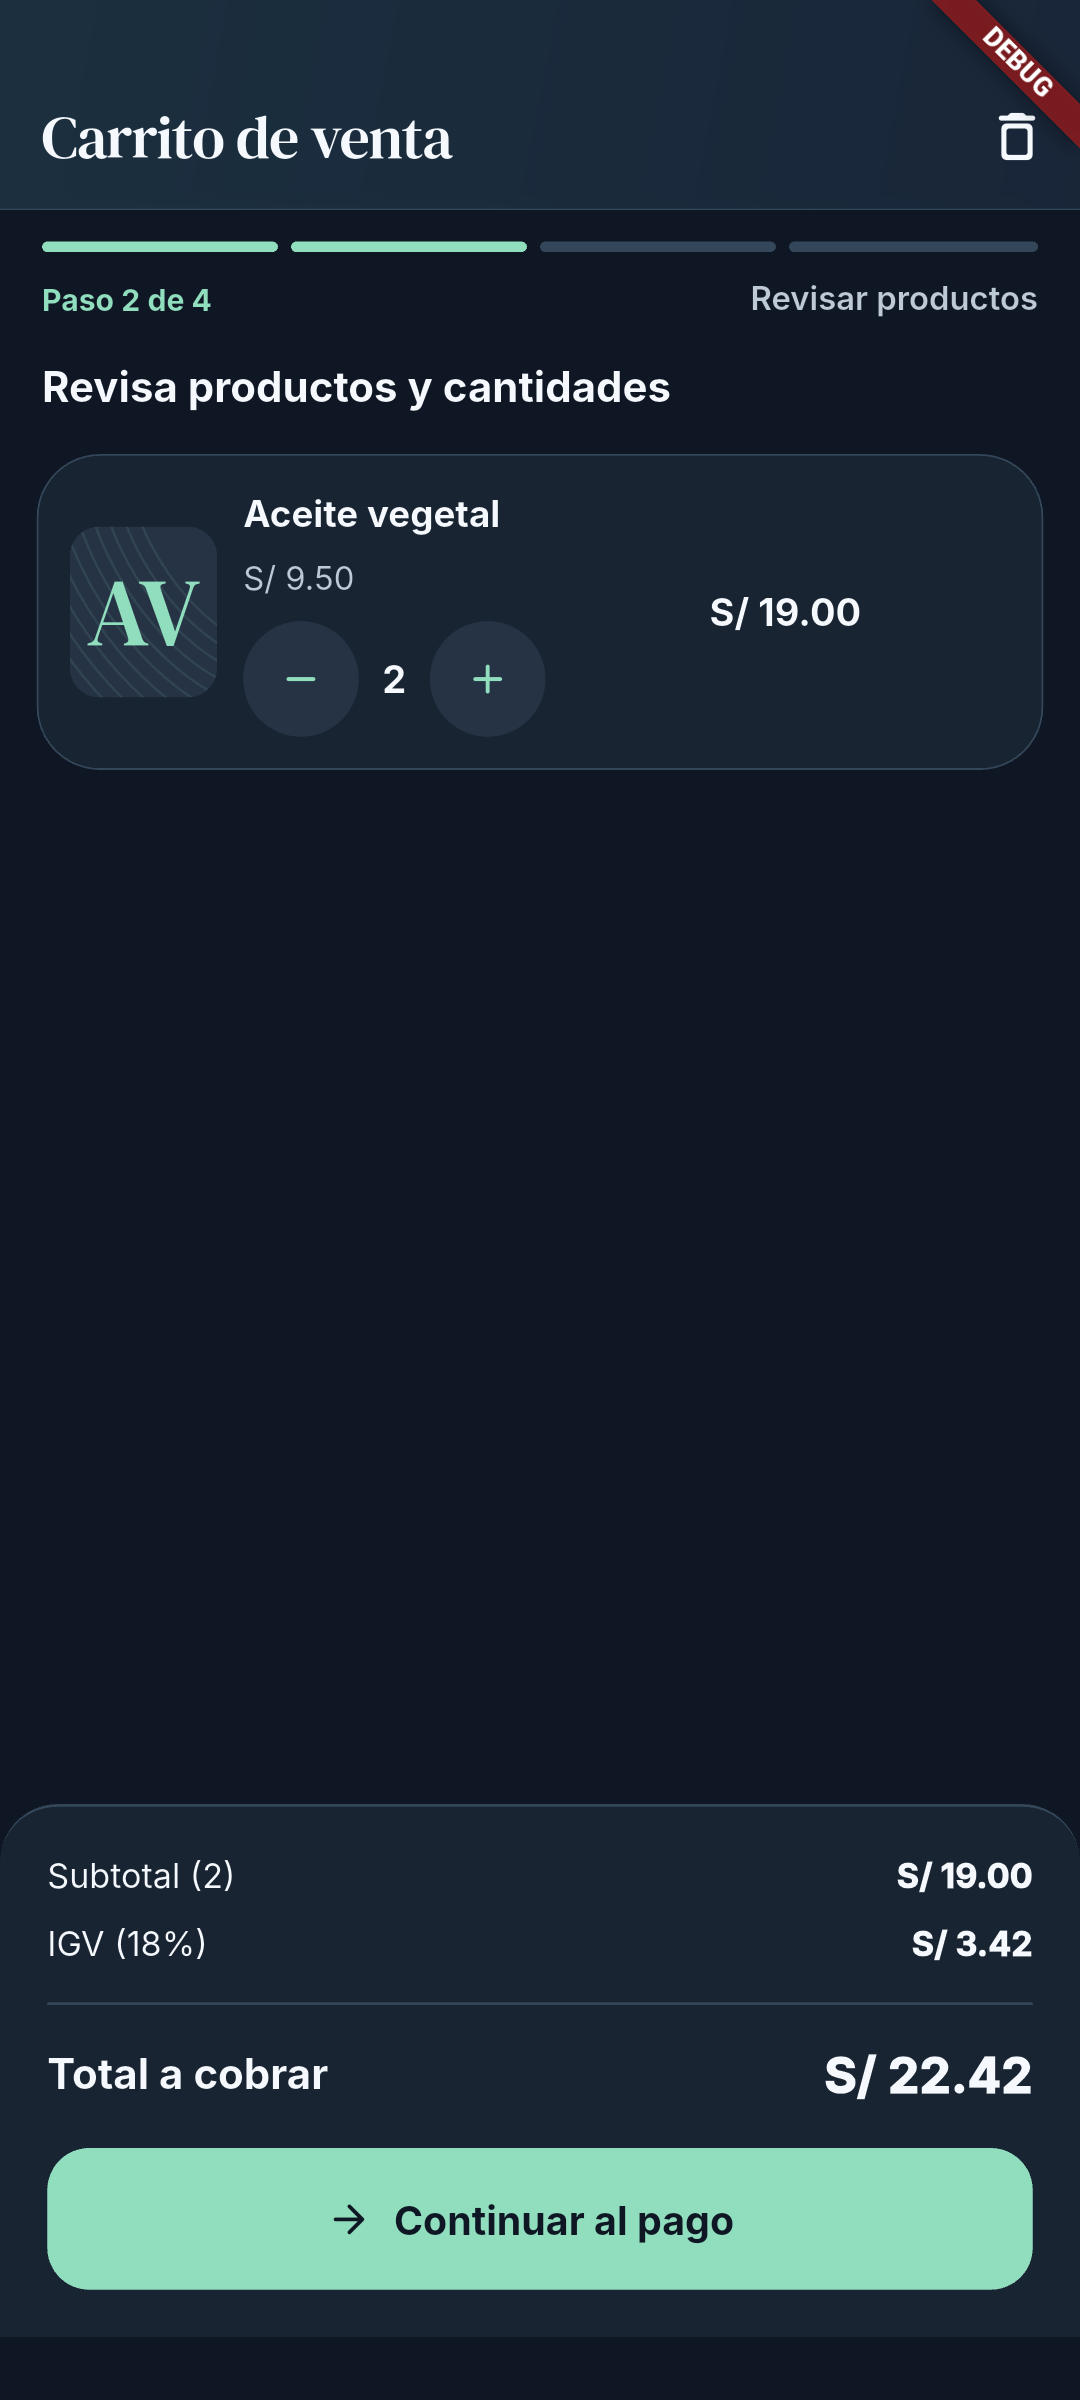 DEBUG
Carrito de venta
Paso 2 de 4
Revisar productos
Revisa productos y cantidades
Aceite vegetal
S/ 9.50
AV
S/ 19.00
2
Subtotal (2)
S/ 19.00
IGV (18%)
S/ 3.42
Total a cobrar
S/ 22.42
Continuar al pago